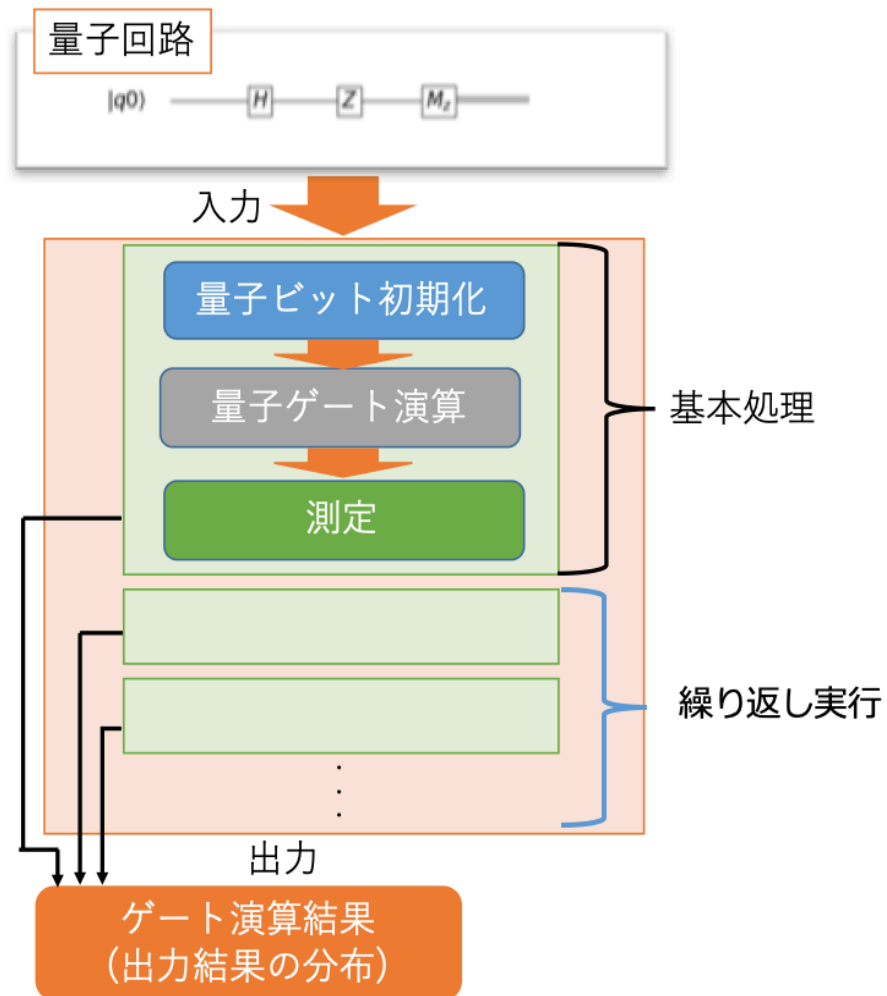 量子回路
|q0⟩ H Z Mz
入力
量子ビット初期化
量子ゲート演算
基本処理
測定
繰り返し実行
出力
ゲート演算結果
(出力結果の分布)